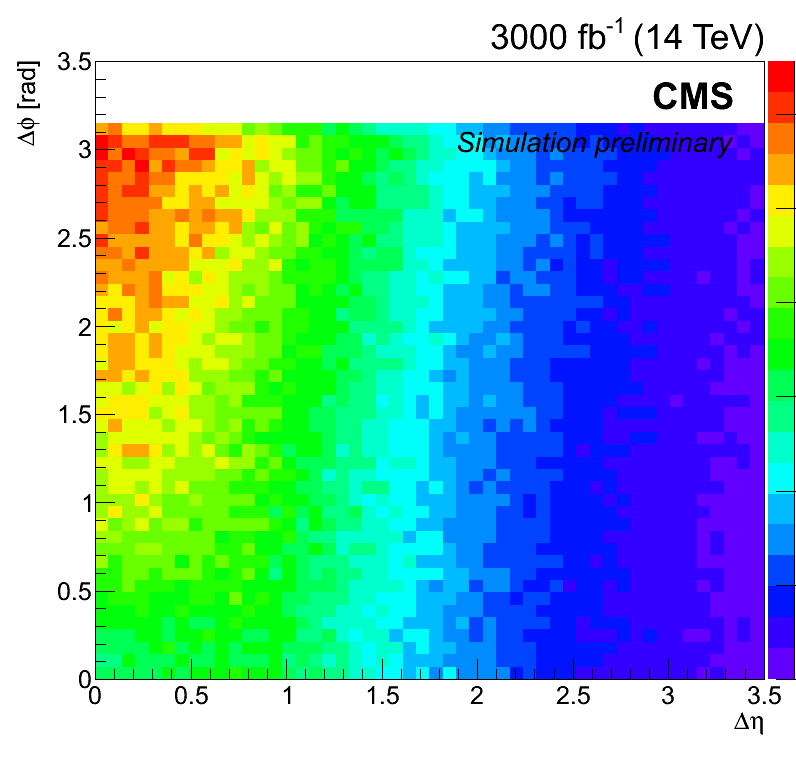 3000 fb-1 (14 TeV)
CMS
Simulation preliminary
Δϕ [rad]
3.5
3
2.5
2
1.5
1
0.5
0
0 0.5 1 1.5 2 2.5 3 3.5
Δη